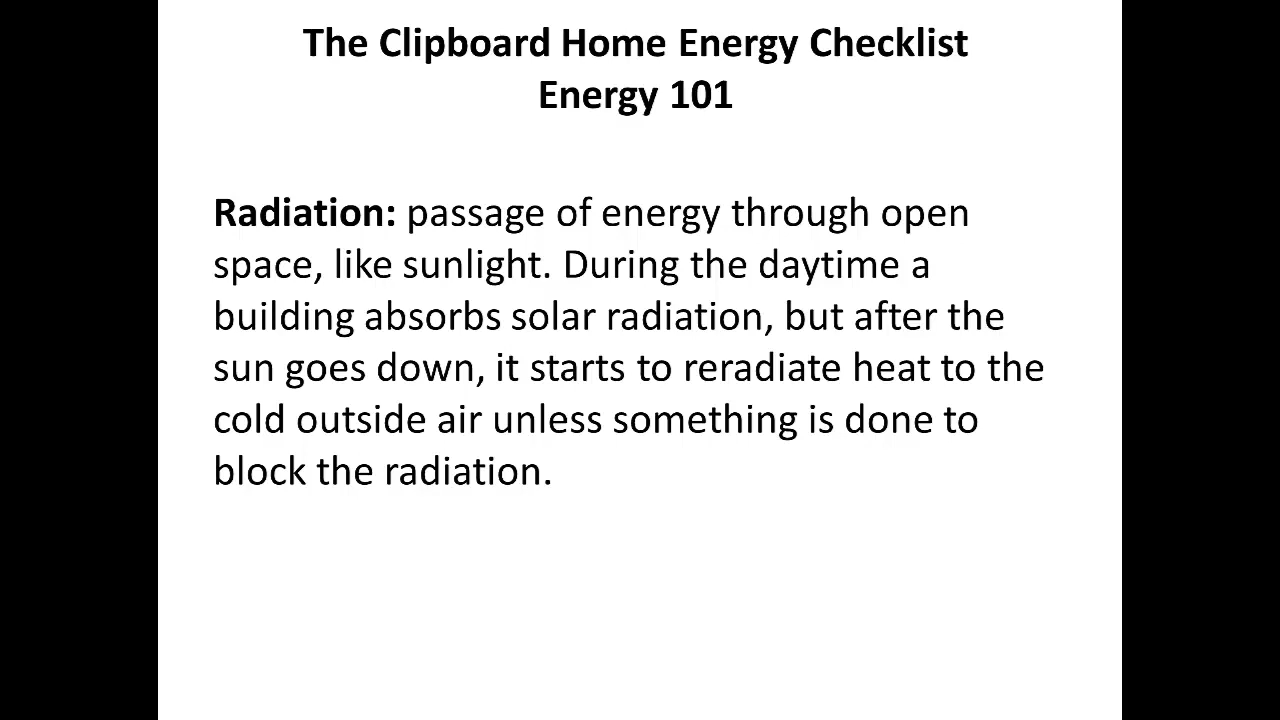 The Clipboard Home Energy Checklist
Energy 101
Radiation: passage of energy through open
space, like sunlight. During the daytime a
building absorbs solar radiation, but after the
sun goes down, it starts to reradiate heat to the
cold outside air unless something is done to
block the radiation.